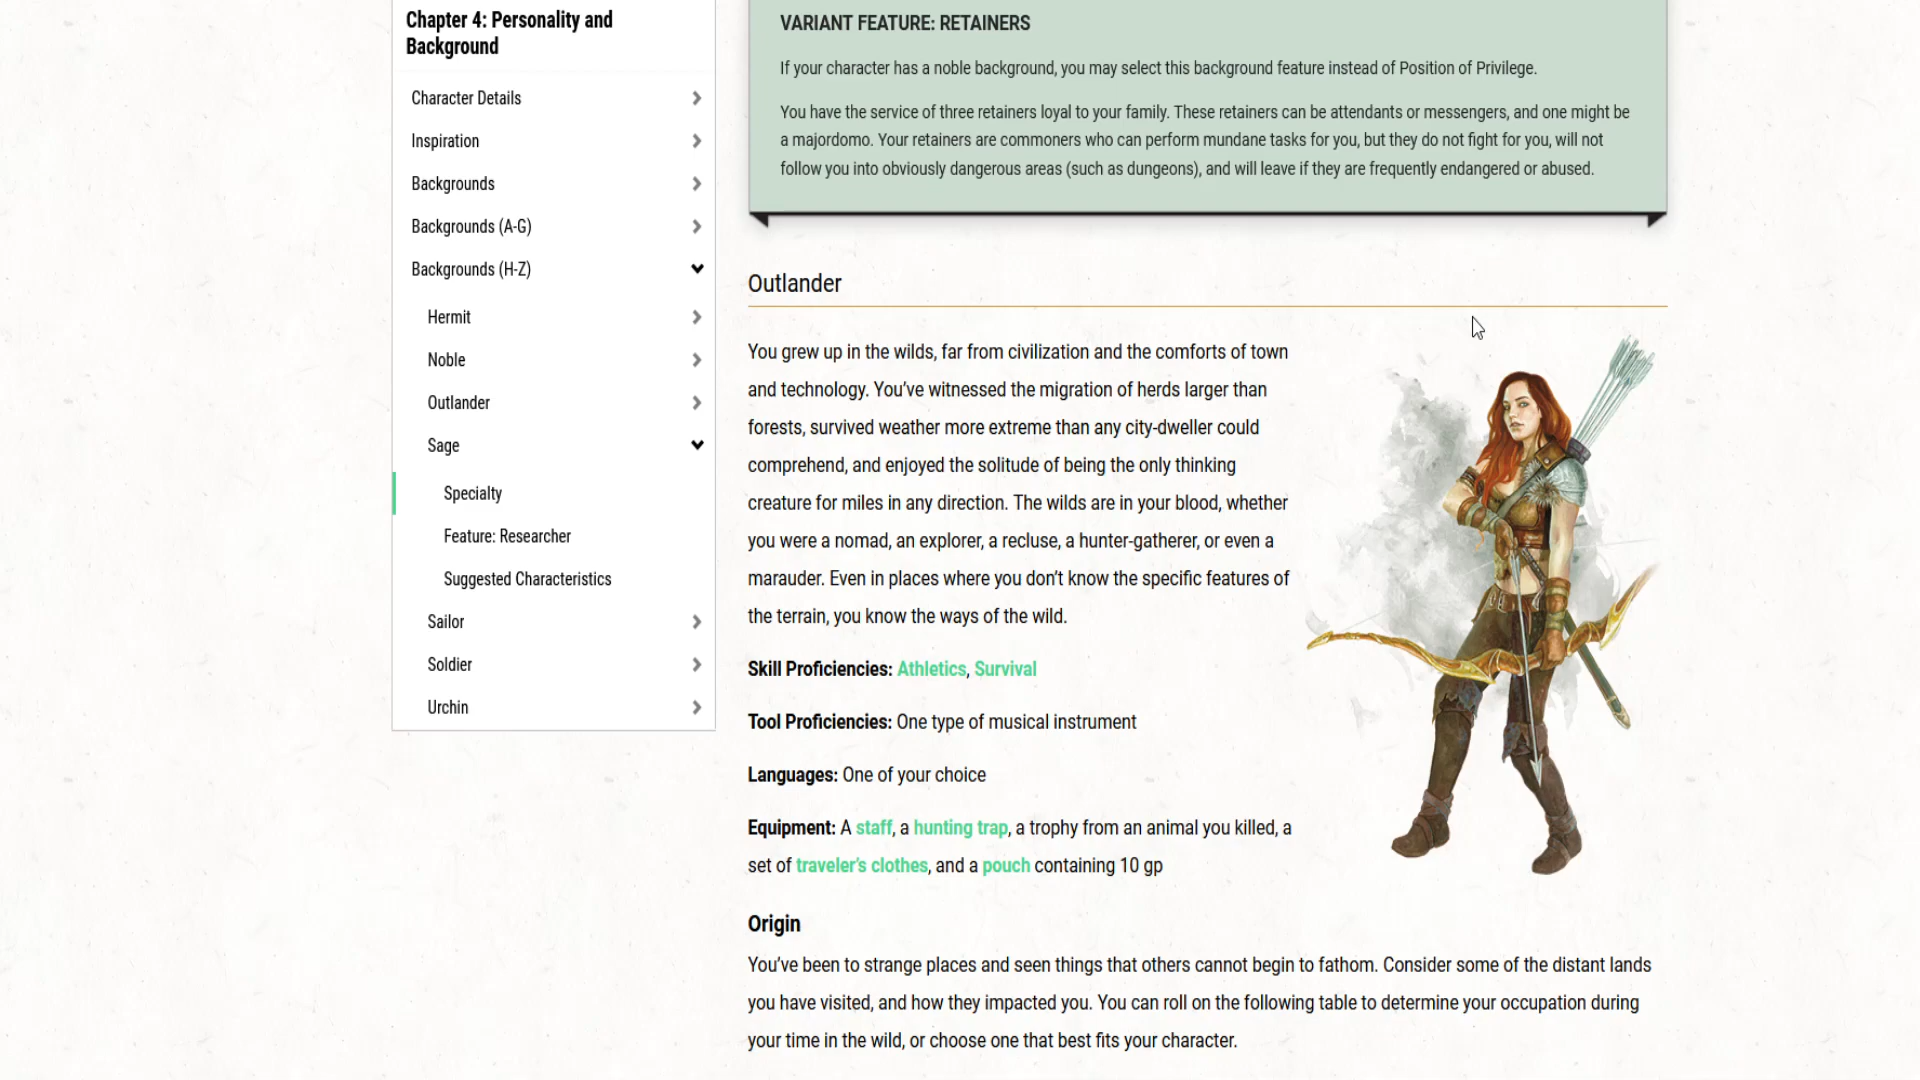 Chapter 4: Personality and
Background
Character Details
Inspiration
Backgrounds
Backgrounds (A-G)
Backgrounds (H-Z)
Hermit
Noble
Outlander
Sage
Specialty
Feature: Researcher
Suggested Characteristics
Sailor
Soldier
Urchin
VARIANT FEATURE: RETAINERS
If your character has a noble background, you may select this background feature instead of Position of Privilege.
You have the service of three retainers loyal to your family. These retainers can be attendants or messengers, and one might be
a majordomo. Your retainers are commoners who can perform mundane tasks for you, but they do not fight for you, will not
follow you into obviously dangerous areas (such as dungeons), and will leave if they are frequently endangered or abused.
Outlander
You grew up in the wilds, far from civilization and the comforts of town
and technology. You’ve witnessed the migration of herds larger than
forests, survived weather more extreme than any city-dweller could
comprehend, and enjoyed the solitude of being the only thinking
creature for miles in any direction. The wilds are in your blood, whether
you were a nomad, an explorer, a recluse, a hunter-gatherer, or even a
marauder. Even in places where you don’t know the specific features of
the terrain, you know the ways of the wild.
Skill Proficiencies: Athletics, Survival
Tool Proficiencies: One type of musical instrument
Languages: One of your choice
Equipment: A staff, a hunting trap, a trophy from an animal you killed, a
set of traveler’s clothes, and a pouch containing 10 gp
Origin
You’ve been to strange places and seen things that others cannot begin to fathom. Consider some of the distant lands
you have visited, and how they impacted you. You can roll on the following table to determine your occupation during
your time in the wild, or choose one that best fits your character.